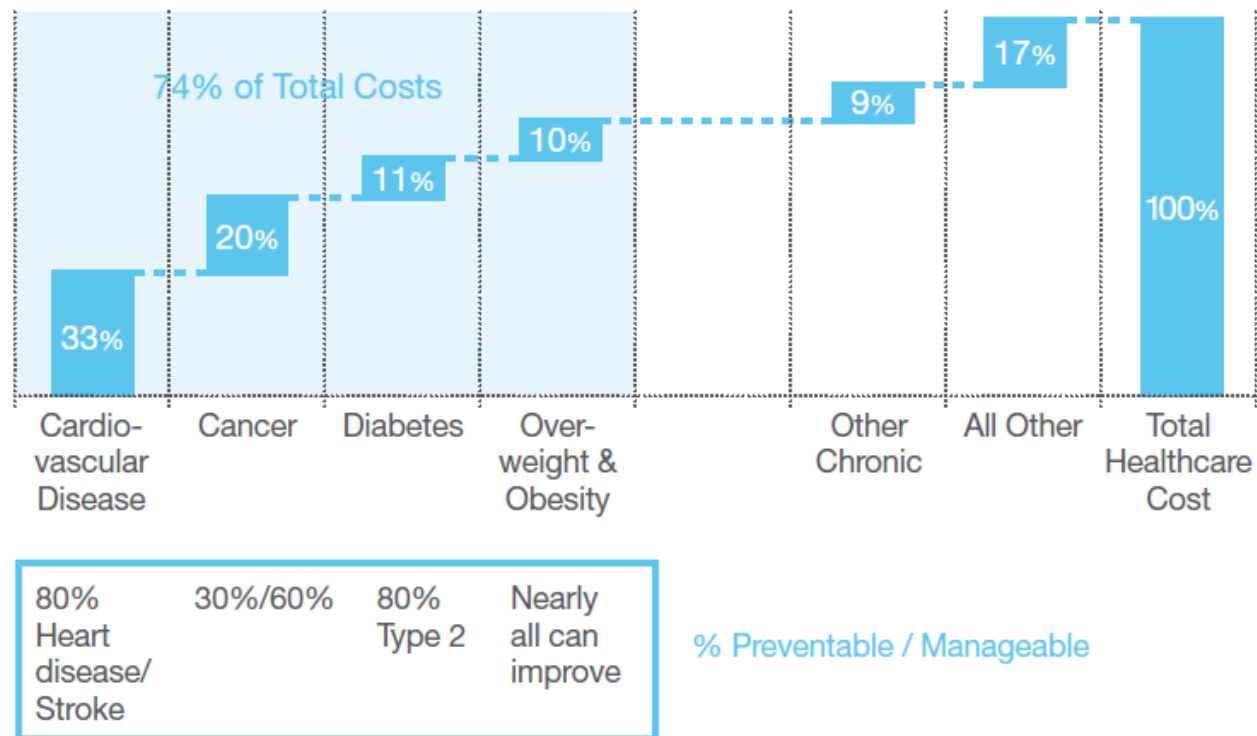 74% of Total Costs
33%
20%
11%
10%
9%
17%
100%
Cardio-
vascular
Disease
Cancer
Diabetes
Over-
weight &
Obesity
Other
Chronic
All Other
Total
Healthcare
Cost
80%
Heart
disease/
Stroke
30%/60%
80%
Type 2
Nearly
all can
improve
% Preventable / Manageable